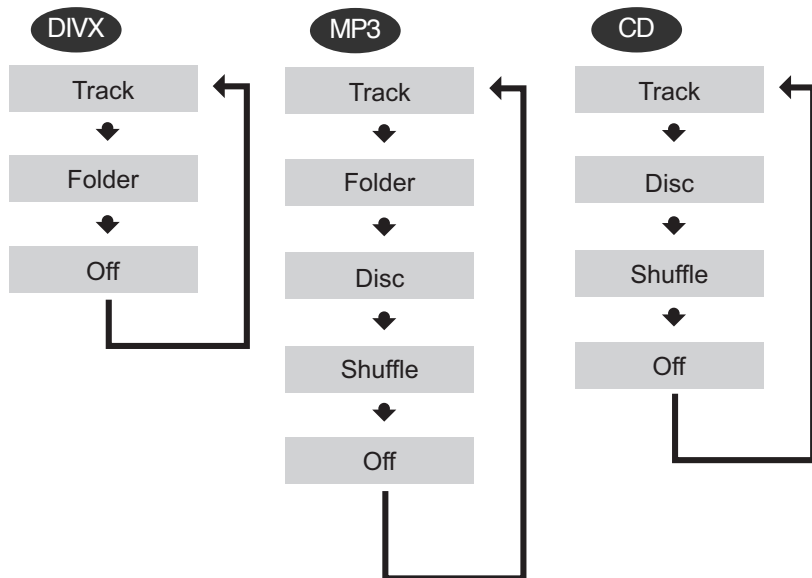 DIVX
Track
Folder
Off
MP3
Track
Folder
Disc
Shuffle
Off
CD
Track
Disc
Shuffle
Off